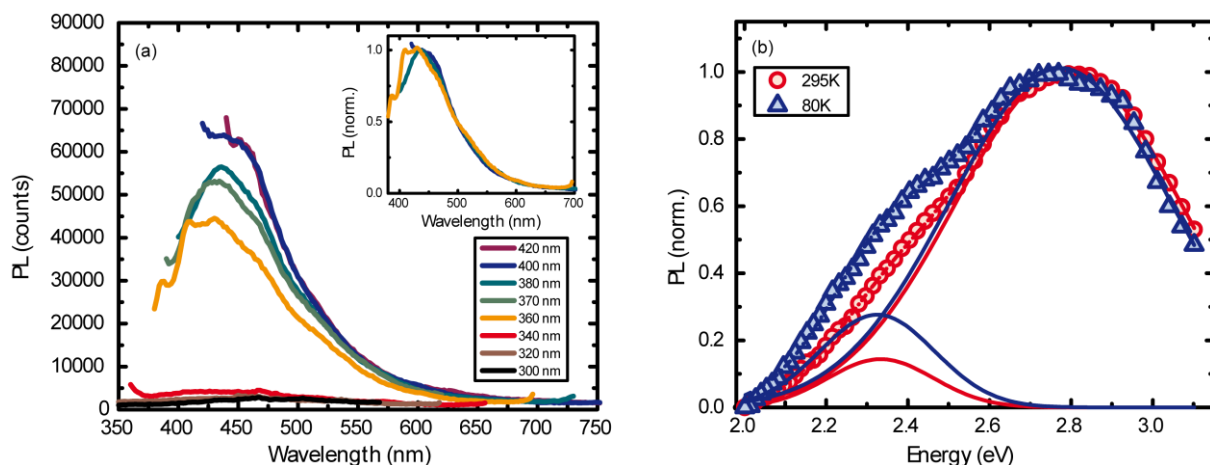 (a)
PL (counts)
90000
80000
70000
60000
50000
40000
30000
20000
10000
0
350 400 450 500 550 600 650 700 750
Wavelength (nm)
PL (norm.)
1.0
0.5
0.0
400 500 600 700
Wavelength (nm)
420 nm
400 nm
380 nm
370 nm
360 nm
340 nm
320 nm
300 nm
(b)
295K
80K
PL (norm.)
1.0
0.8
0.6
0.4
0.2
0.0
2.0 2.2 2.4 2.6 2.8 3.0
Energy (eV)